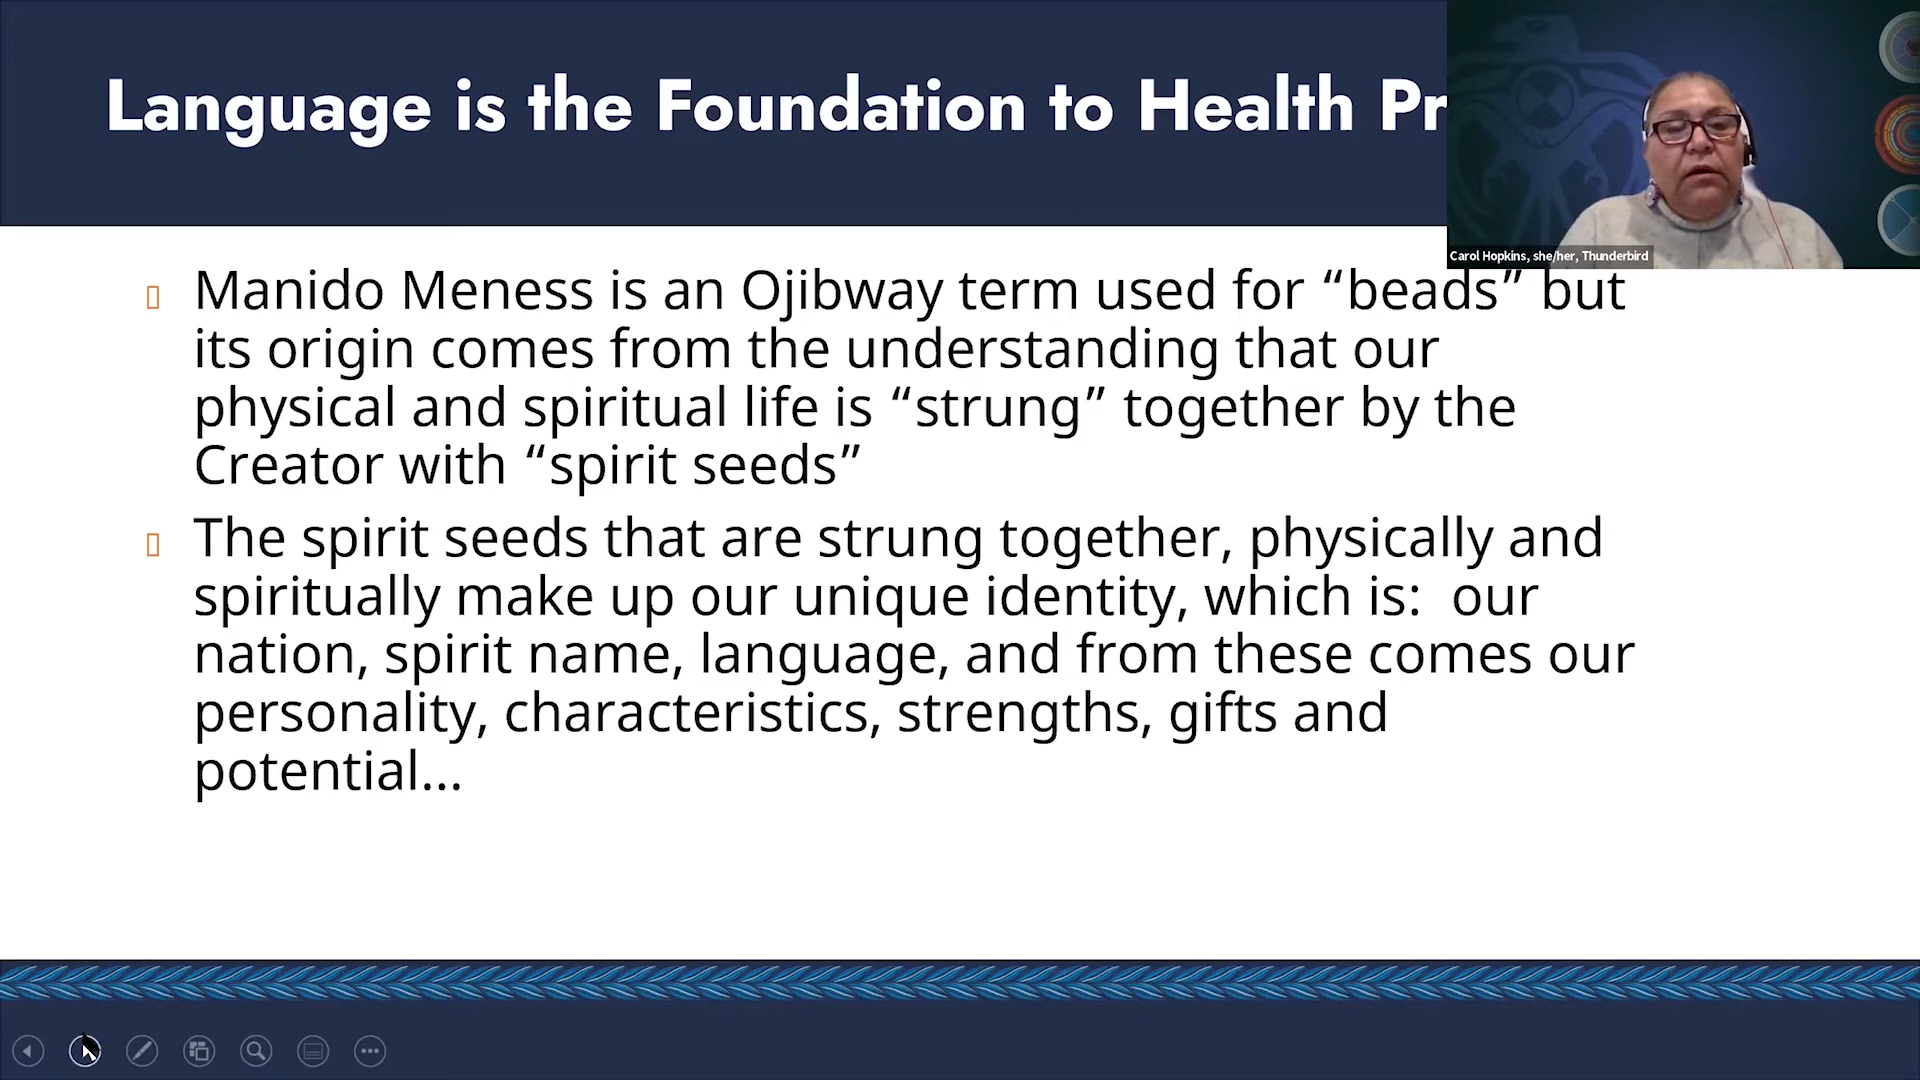 Language is the Foundation to Health Pr
Carol Hopkins, she/her, Thunderbird
Manido Meness is an Ojibway term used for “beads” but
its origin comes from the understanding that our
physical and spiritual life is “strung” together by the
Creator with “spirit seeds”
The spirit seeds that are strung together, physically and
spiritually make up our unique identity, which is:  our
nation, spirit name, language, and from these comes our
personality, characteristics, strengths, gifts and
potential…